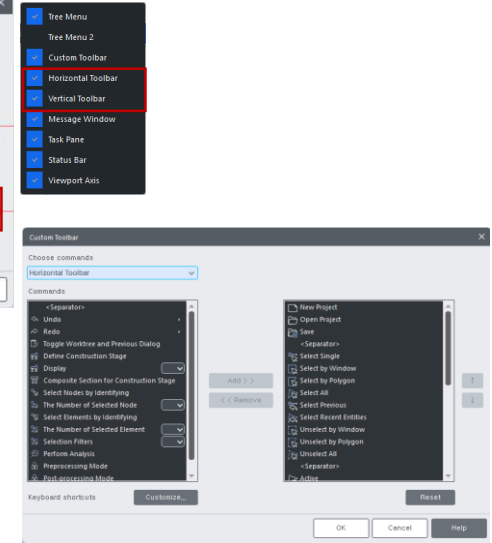 Tree Menu
Tree Menu 2
Custom Toolbar
Horizontal Toolbar
Vertical Toolbar
Message Window
Task Pane
Status Bar
Viewport Axis
Custom Toolbar
Choose commands
Horizontal Toolbar
Commands
<Separator>
Undo
Redo
Toggle Worktree and Previous Dialog
Define Construction Stage
Display
Composite Section for Construction Stage
Select Nodes by Identifying
The Number of Selected Node
Select Elements by Identifying
The Number of Selected Element
Selection Filters
Perform Analysis
Preprocessing Mode
Post-processing Mode
Add > >
< < Remove
New Project
Open Project
Save
<Separator>
Select Single
Select by Window
Select by Polygon
Select All
Select Previous
Select Recent Entities
Unselect by Window
Unselect by Polygon
Unselect All
<Separator>
Active
Keyboard shortcuts
Customize...
Reset
OK
Cancel
Help